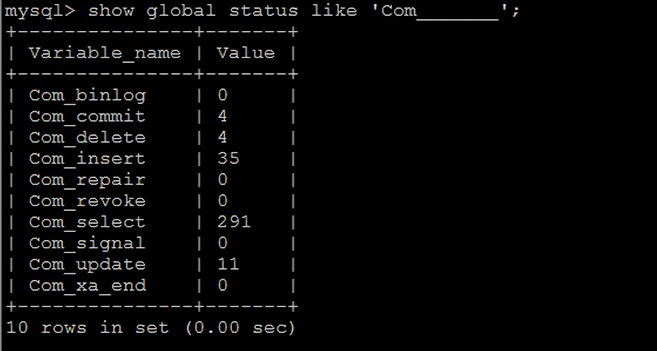 mysql> show global status like 'Com_______';
+---------------+-------+
| Variable_name | Value |
+---------------+-------+
| Com_binlog    | 0     |
| Com_commit    | 4     |
| Com_delete    | 4     |
| Com_insert    | 35    |
| Com_repair    | 0     |
| Com_revoke    | 0     |
| Com_select    | 291   |
| Com_signal    | 0     |
| Com_update    | 11    |
| Com_xa_end    | 0     |
+---------------+-------+
10 rows in set (0.00 sec)